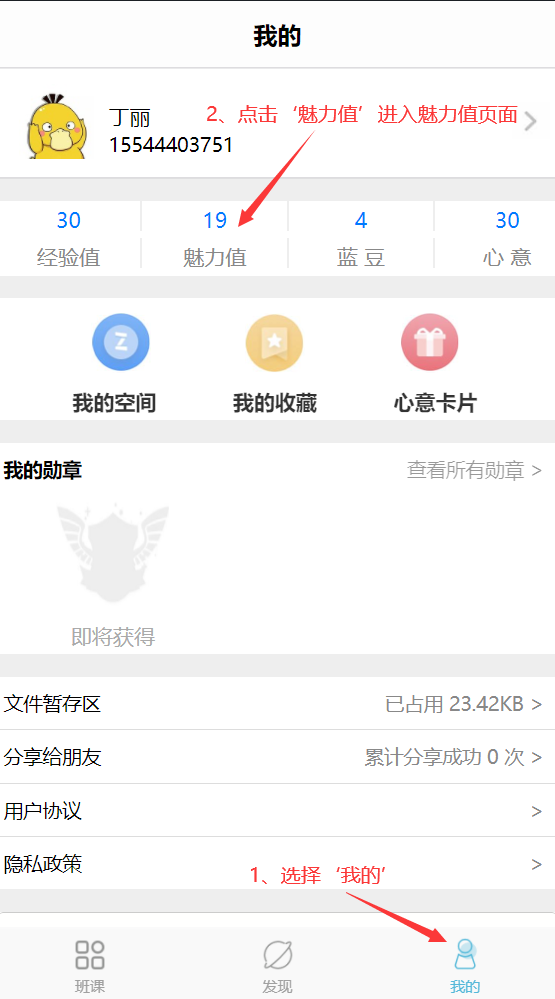 我的
丁丽
2、点击‘魅力值’进入魅力值页面
15544403751
30 19 4 30
经验值 魅力值 蓝 豆 心 意
Z
我的空间 我的收藏 心意卡片
我的勋章 查看所有勋章 >
即将获得
文件暂存区 已占用 23.42KB >
分享给朋友 累计分享成功 0 次 >
用户协议 >
隐私政策 >
1、选择‘我的’
班课 发现 我的